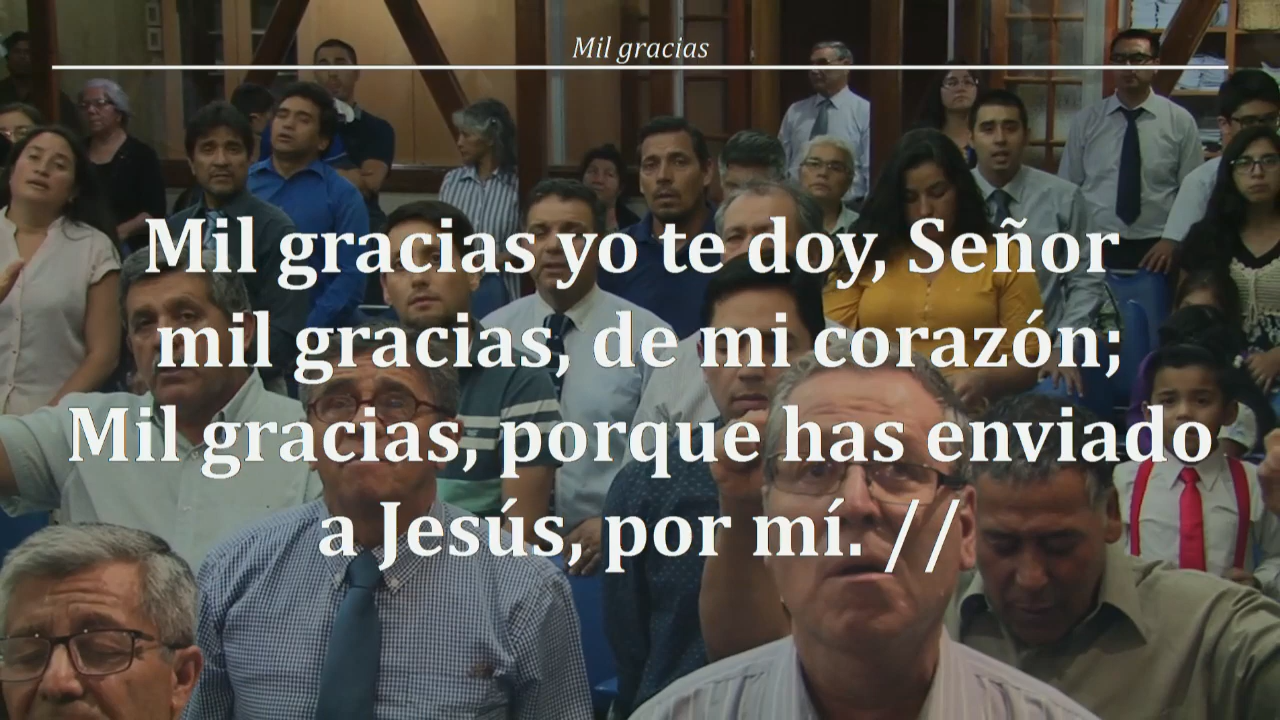 Mil gracias
Mil gracias yo te doy, Señor
mil gracias, de mi corazón;
Mil gracias, porque has enviado
a Jesús, por mí. //